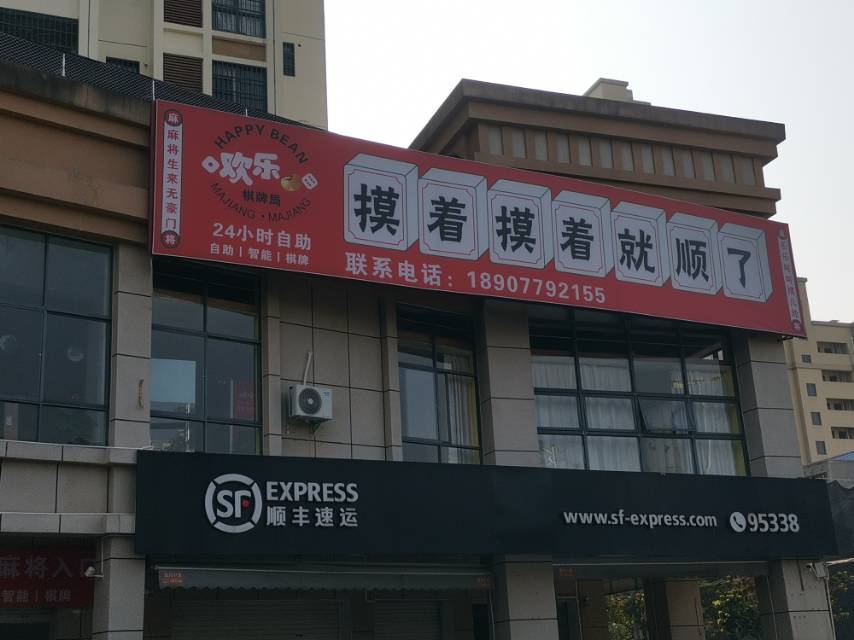 麻
麻将生来无豪门
将
HAPPY BEAN
欢乐
棋牌局
MAJIANG·MAJIANG
24小时自助
自助|智能|棋牌
摸着摸着就顺了
联系电话：18907792155
SF EXPRESS
顺丰速运
www.sf-express.com
95338
麻将入口
智能|棋牌